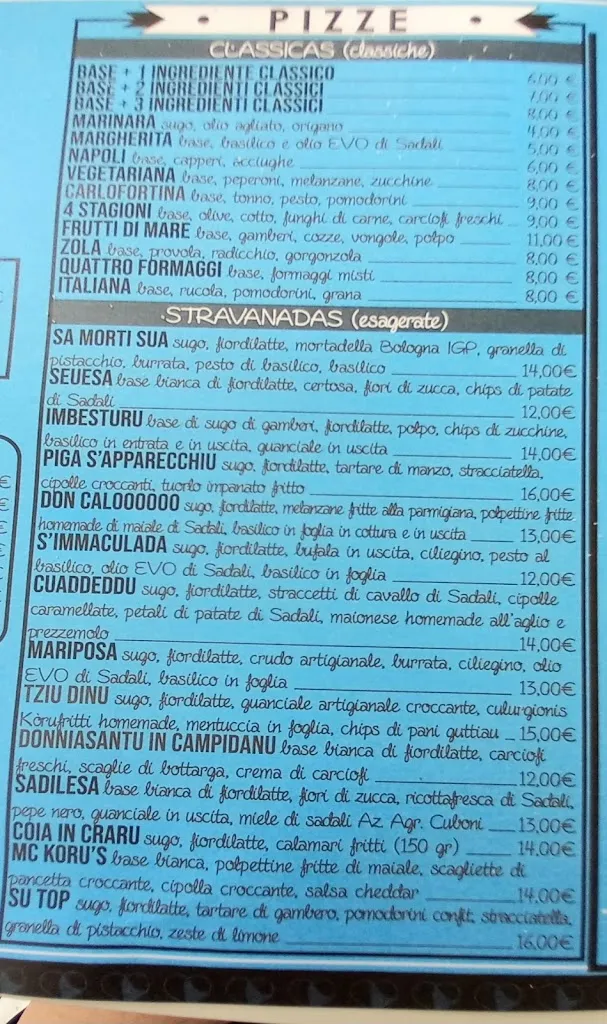 PIZZE
CLASSICAS (classiche)
BASE + 1 INGREDIENTE CLASSICO 6,00 €
BASE + 2 INGREDIENTI CLASSICI 7,00 €
BASE + 3 INGREDIENTI CLASSICI 8,00 €
MARINARA sugo, olio agliato, origano 4,00 €
MARGHERITA base, basilico e olio EVO di Sadali 5,00 €
NAPOLI base, capperi, acciughe 6,00 €
VEGETARIANA base, peperoni, melanzane, zucchine 8,00 €
CARLOFORTINA base, tonno, pesto, pomodorini 9,00 €
4 STAGIONI base, olive, cotto, funghi di carne, carciofi freschi 9,00 €
FRUTTI DI MARE base, gamberi, cozze, vongole, polpo 11,00 €
ZOLA base, provola, radicchio, gorgonzola 8,00 €
QUATTRO FORMAGGI base, formaggi misti 8,00 €
ITALIANA base, rucola, pomodorini, grana 8,00 €
STRAVANADAS (esagerate)
SA MORTI SUA sugo, fiordilatte, mortadella Bologna IGP, granella di
pistacchio, burrata, pesto di basilico, basilico 14,00€
SEUESA base bianca di fiordilatte, certosa, fiori di zucca, chips di patate
di Sadali 12,00€
IMBESTURU base di sugo di gamberi, fiordilatte, polpo, chips di zucchine,
basilico in entrata e in uscita, guanciale in uscita 14,00€
PIGA S'APPARECCHIU sugo, fiordilatte, tartare di manzo, stracciatella,
cipolle croccanti, tuorlo impanato fritto 16,00€
DON CALOOOOOO sugo, fiordilatte, melanzane fritte alla parmigiana, polpettine fritte
homemade di maiale di Sadali, basilico in foglia in cottura e in uscita 13,00€
S'IMMACULADA sugo, fiordilatte, bufala in uscita, ciliegino, pesto al
basilico, olio EVO di Sadali, basilico in foglia 12,00€
CUADDEDDU sugo, fiordilatte, straccetti di cavallo di Sadali, cipolle
caramellate, petali di patate di Sadali, maionese homemade all'aglio e
prezzemolo 14,00€
MARIPOSA sugo, fiordilatte, crudo artigianale, burrata, ciliegino, olio
EVO di Sadali, basilico in foglia 13,00€
TZIU DINU sugo, fiordilatte, guanciale artigianale croccante, culurgionis
Kòrufritti homemade, mentuccia in foglia, chips di pani guttiau 15,00€
DONNIASANTU IN CAMPIDANU base bianca di fiordilatte, carciofi
freschi, scaglie di bottarga, crema di carciofi 12,00€
SADILESA base bianca di fiordilatte, fiori di zucca, ricottafresca di Sadali,
pepe nero, guanciale in uscita, miele di sadali Az. Agr. Cuboni 13,00€
COIA IN CRARU sugo, fiordilatte, calamari fritti (150 gr) 14,00€
MC KORU'S base bianca, polpettine fritte di maiale, scagliette di
pancetta croccante, cipolla croccante, salsa cheddar 14,00€
SU TOP sugo, fiordilatte, tartare di gambero, pomodorini confit, stracciatella,
granella di pistacchio, zeste di limone 16,00€
€
€
€